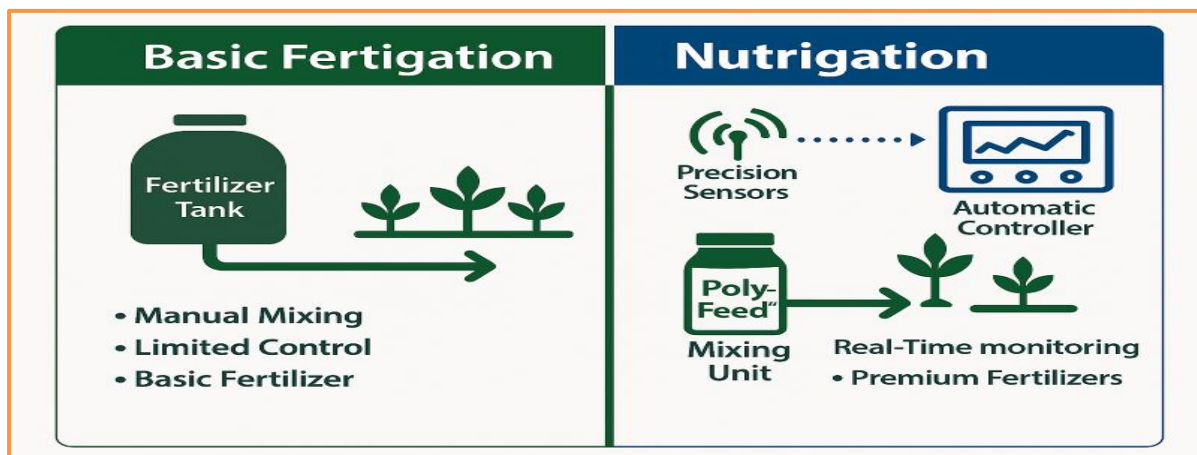 Basic Fertigation
Fertilizer
Tank
• Manual Mixing
• Limited Control
• Basic Fertilizer
Nutrigation
Precision
Sensors
Automatic
Controller
Poly-
Feed"
Mixing
Unit
Real-Time monitoring
• Premium Fertilizers